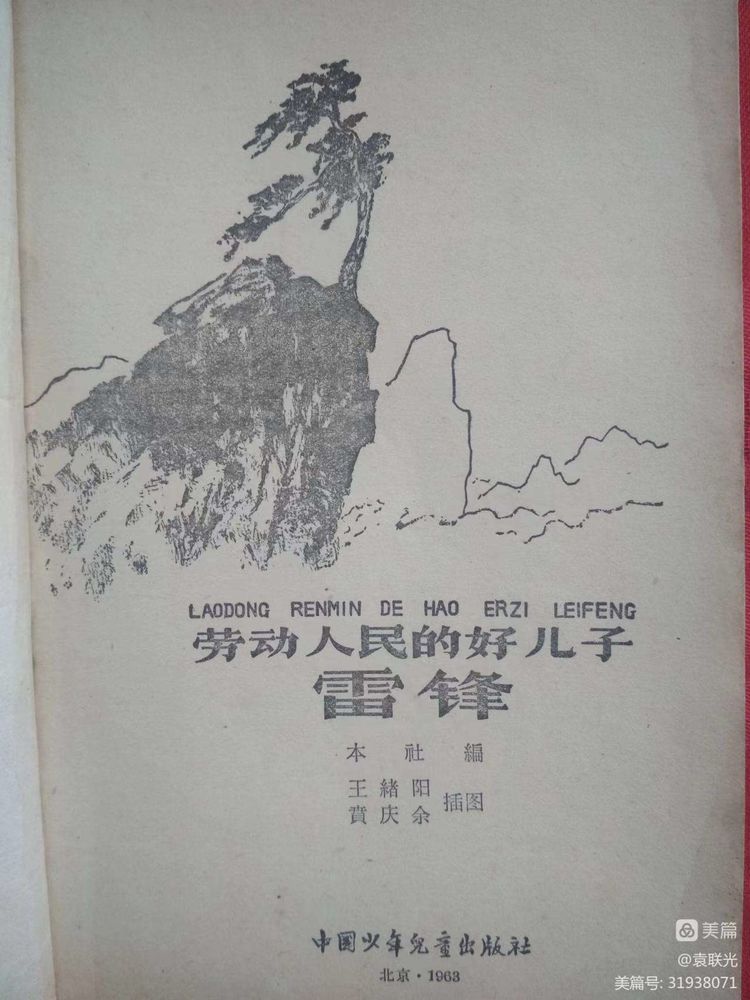 LAODONG RENMIN DE HAO ERZI LEIFENG
劳动人民的好儿子
雷锋
本社編
王緒阳
賁庆余
插图
中国少年兒童出版社
北京·1963
美篇
@袁联光
美篇号: 31938071